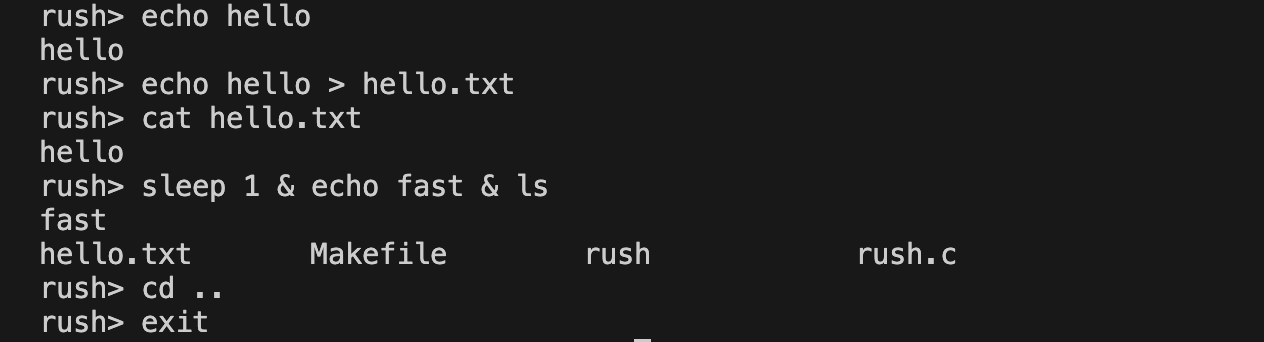 rush> echo hello
hello
rush> echo hello > hello.txt
rush> cat hello.txt
hello
rush> sleep 1 & echo fast & ls
fast
hello.txt       Makefile        rush            rush.c
rush> cd ..
rush> exit